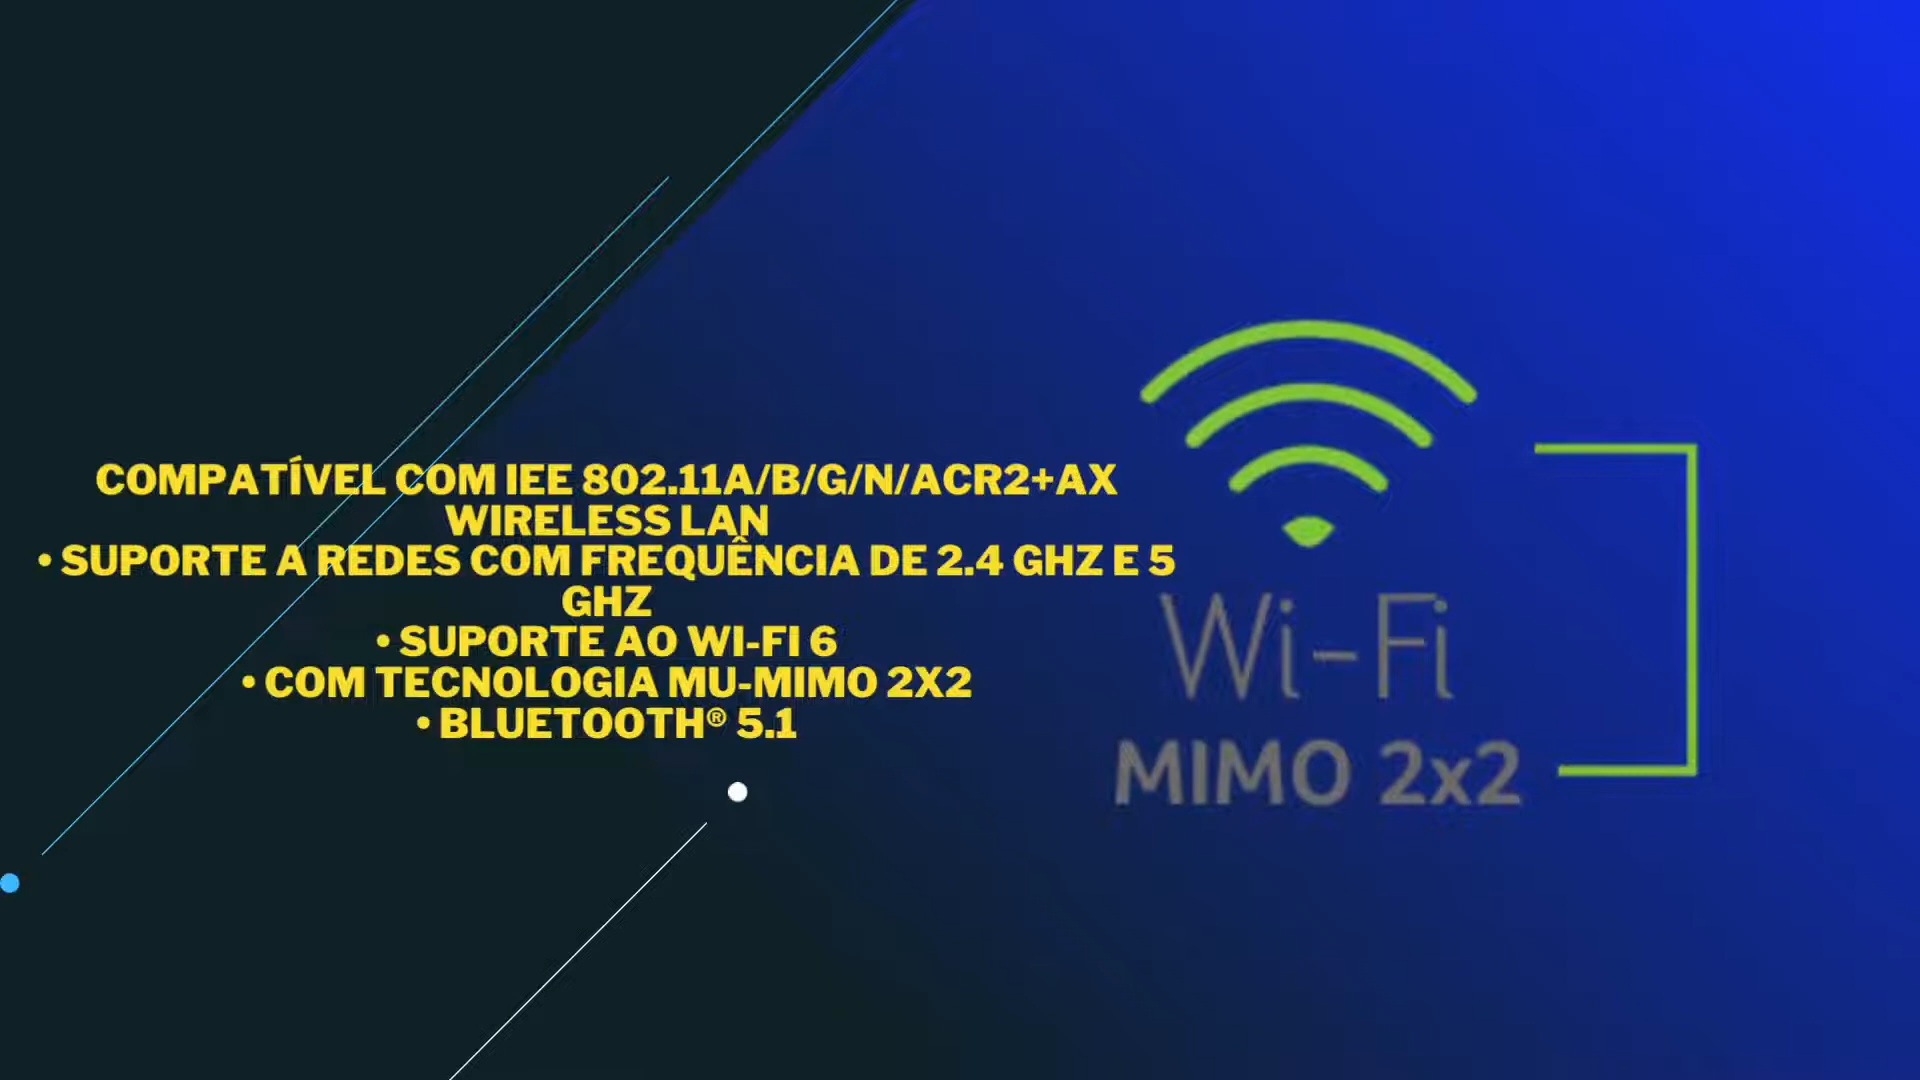 COMPATÍVEL COM IEE 802.11A/B/G/N/ACR2+AX
WIRELESS LAN
• SUPORTE A REDES COM FREQUÊNCIA DE 2.4 GHZ E 5
GHZ
• SUPORTE AO WI-FI 6
• COM TECNOLOGIA MU-MIMO 2X2
• BLUETOOTH® 5.1
Wi-Fi
MIMO 2x2